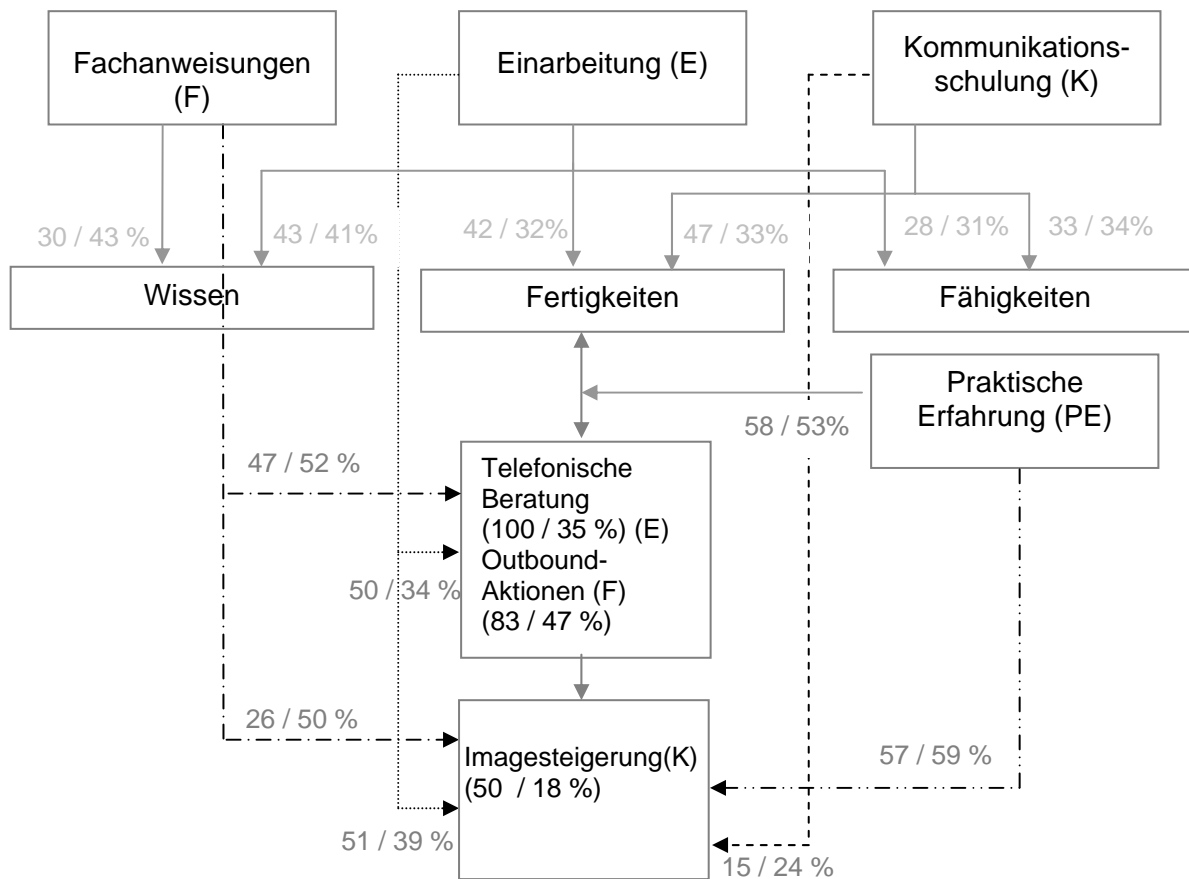 Fachanweisungen
(F)
Einarbeitung (E)
Kommunikations-
schulung (K)
30 / 43 %
43 / 41%
42 / 32%
47 / 33%
28 / 31%
33 / 34%
Wissen
Fertigkeiten
Fähigkeiten
Praktische
Erfahrung (PE)
58 / 53%
47 / 52 %
Telefonische
Beratung
(100 / 35 %) (E)
Outbound-
Aktionen (F)
(83 / 47 %)
50 / 34 %
26 / 50 %
Imagesteigerung(K)
(50 / 18 %)
57 / 59 %
51 / 39 %
15 / 24 %